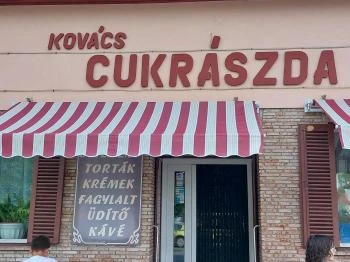 KOVÁCS
CUKRÁSZDA
TORTÁK
KRÉMEK
FAGYLALT
ÜDÍTŐ
KÁVÉ